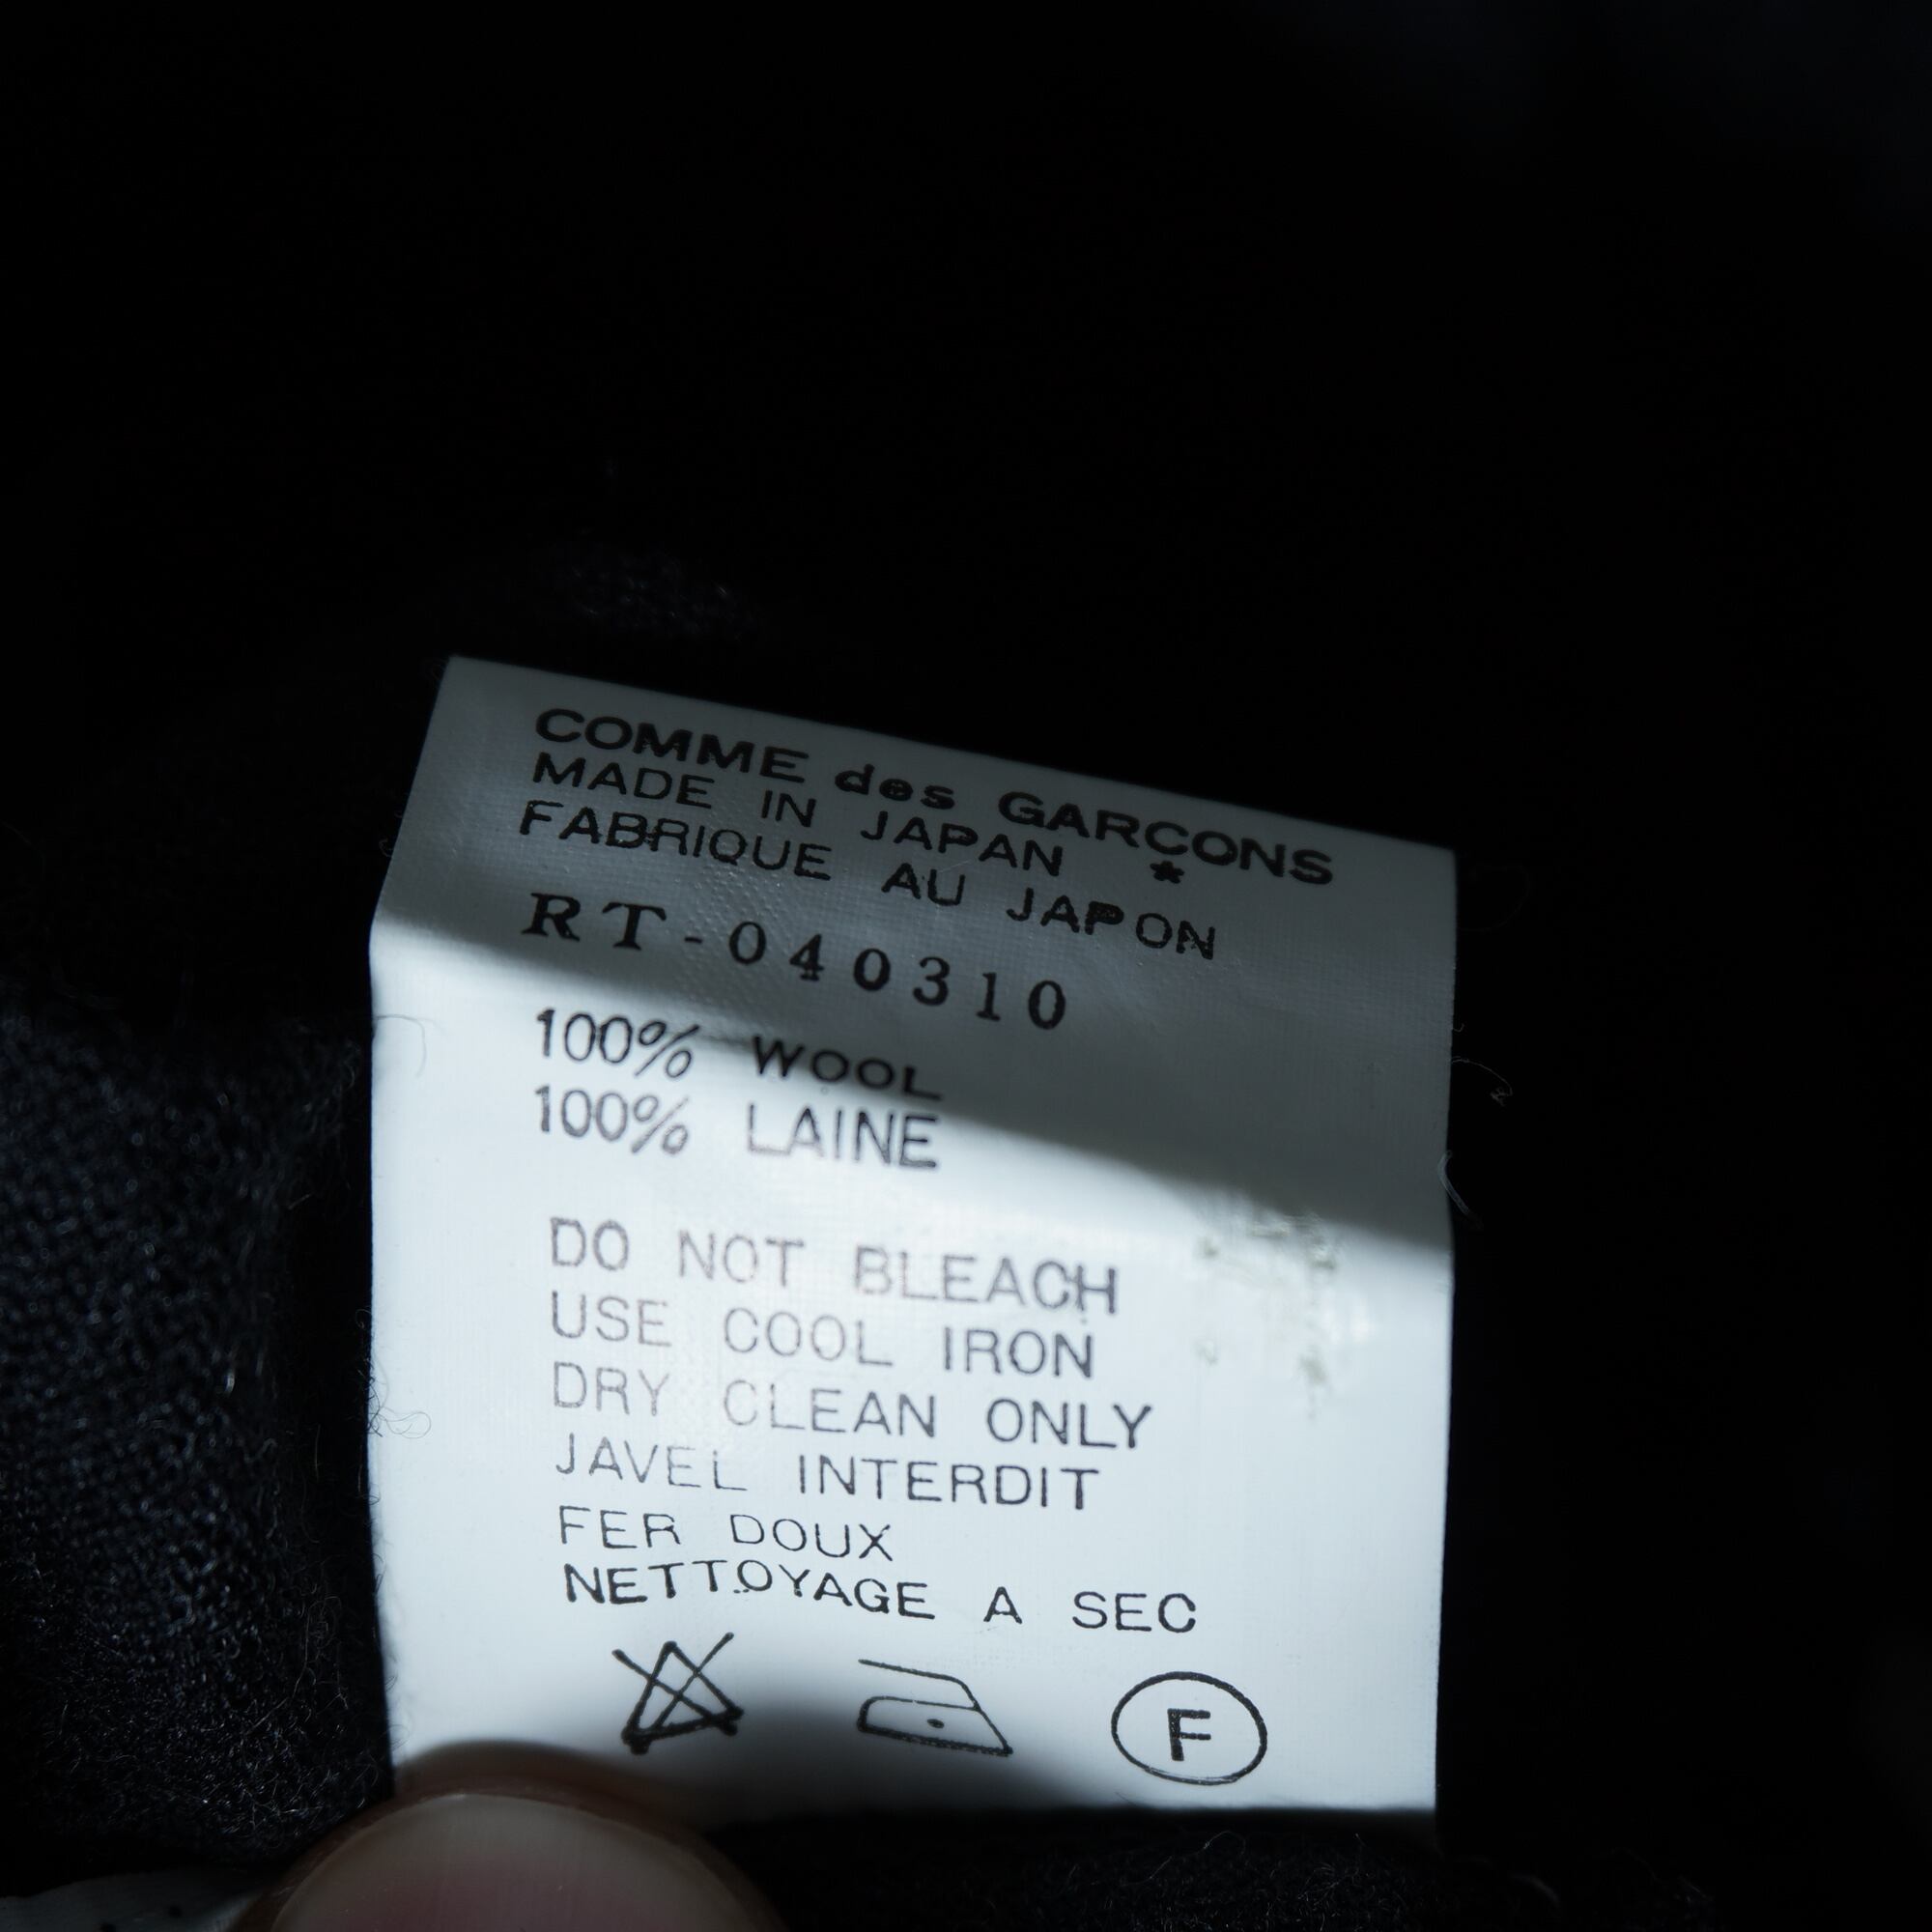 COMME des GARCONS
MADE IN JAPAN *
FABRIQUE AU JAPON
RT-040310
100% WOOL
100% LAINE
DO NOT BLEACH
USE COOL IRON
DRY CLEAN ONLY
JAVEL INTERDIT
FER DOUX
NETTOYAGE A SEC
F